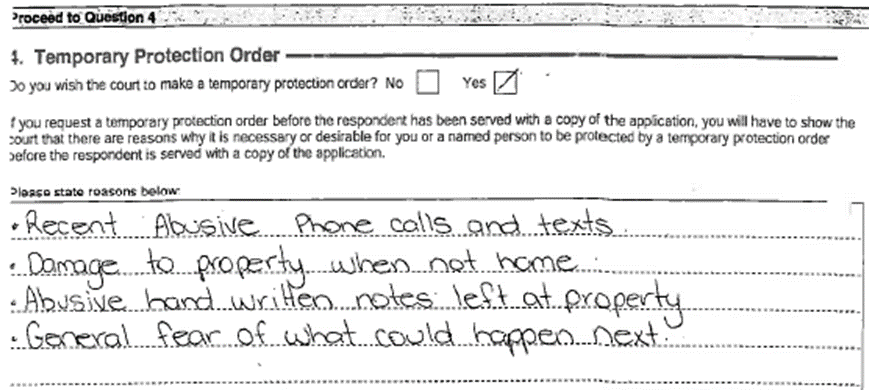 Proceed to Question 4
4. Temporary Protection Order
Do you wish the court to make a temporary protection order? No Yes
If you request a temporary protection order before the respondent has been served with a copy of the application, you will have to show the
court that there are reasons why it is necessary or desirable for you or a named person to be protected by a temporary protection order
before the respondent is served with a copy of the application.
Please state reasons below:
• Recent Abusive Phone calls and texts.
• Damage to property when not home.
• Abusive hand written notes left at property
• General fear of what could happen next.